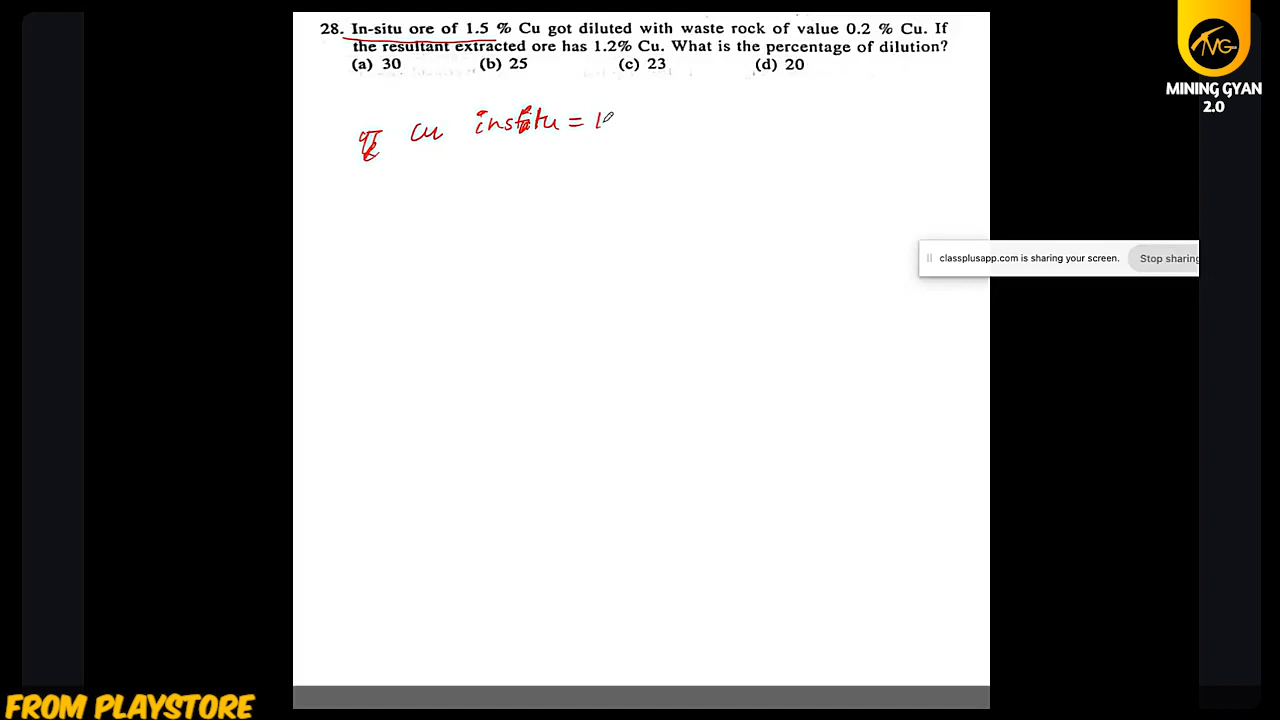 28. In-situ ore of 1.5 % Cu got diluted with waste rock of value 0.2 % Cu. If
the resultant extracted ore has 1.2% Cu. What is the percentage of dilution?
(a) 30 (b) 25 (c) 23 (d) 20
Cu insitu = 1
TMG
MINING GYAN
2.0
classplusapp.com is sharing your screen. Stop sharing
FROM PLAYSTORE